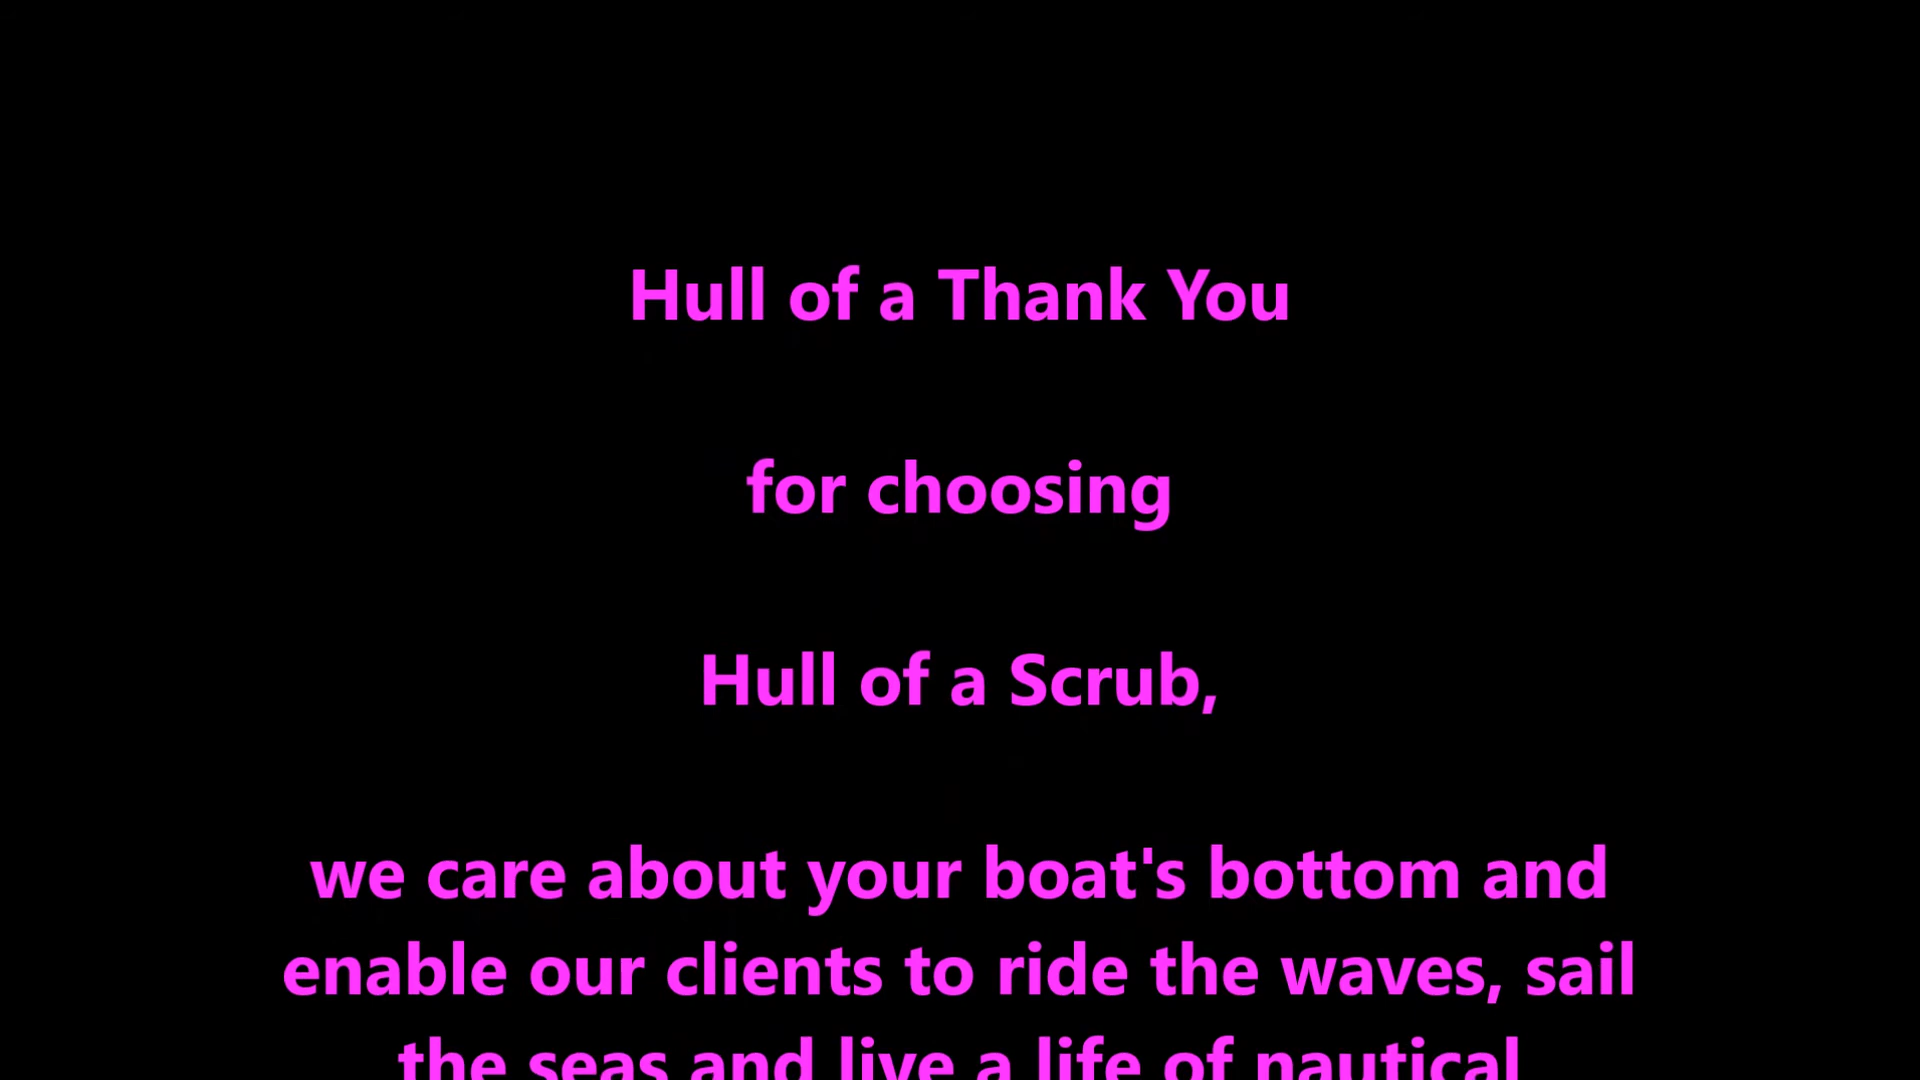 Hull of a Thank You
for choosing
Hull of a Scrub,
we care about your boat's bottom and
enable our clients to ride the waves, sail
the seas and live a life of nautical